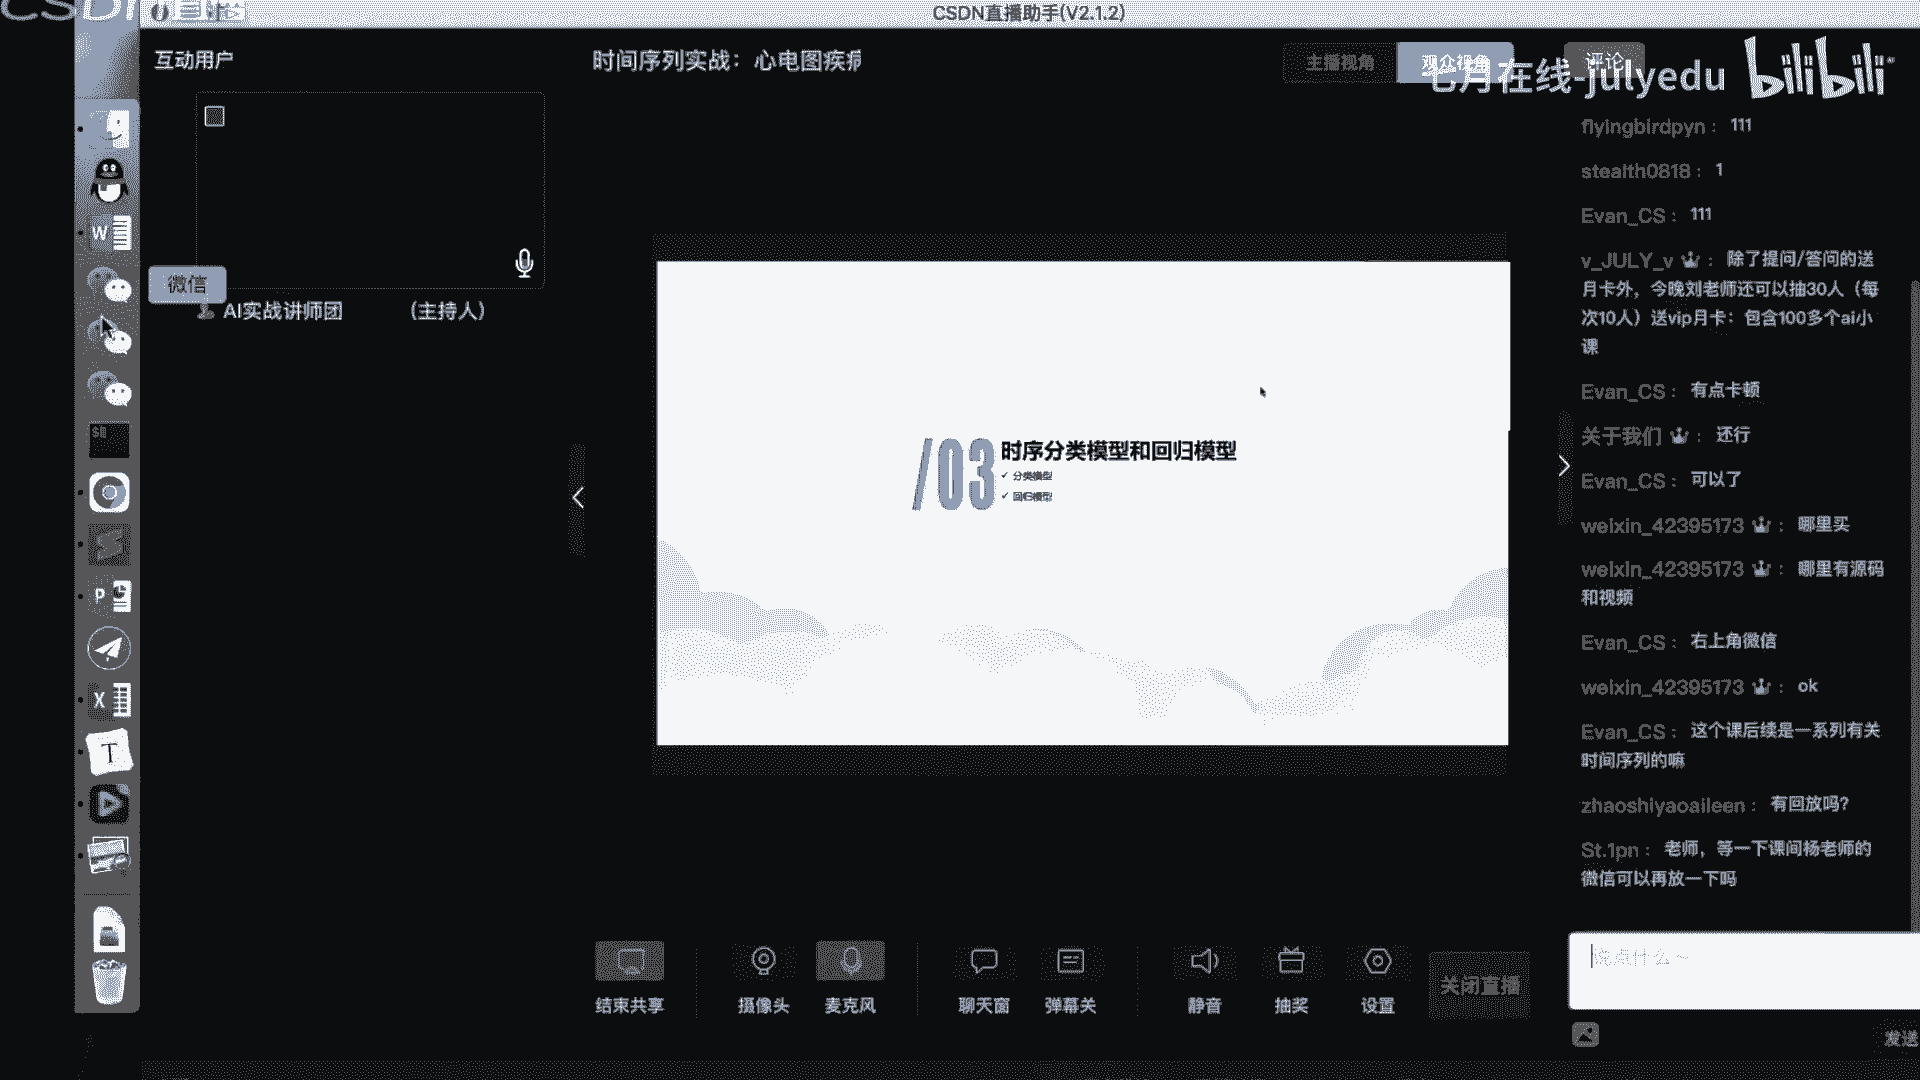 CSDN直播助手(V2.1.2)
互动用户
时间序列实战：心电图疾病
主播视角
观众视角
评论
七月在线-julyedu
bilibili
微信
AI实战讲师团 （主持人）
/03
时序分类模型和回归模型
✓ 分类模型
✓ 回归模型
flyingbirdpyn： 111
stealth0818： 1
Evan_CS： 111
v_JULY_v ： 除了提问/答问的送
月卡外，今晚刘老师还可以抽30人（每
次10人）送vip月卡：包含100多个ai小
课
Evan_CS： 有点卡顿
关于我们 ： 还行
Evan_CS： 可以了
weixin_42395173 ： 哪里买
weixin_42395173 ： 哪里有源码
和视频
Evan_CS： 右上角微信
weixin_42395173 ： ok
Evan_CS： 这个课后续是一系列有关
时间序列的嘛
zhaoshiyaoaileen： 有回放吗?
St.1pn： 老师，等一下课间杨老师的
微信可以再放一下吗
说点什么~
结束共享
摄像头
麦克风
聊天窗
弹幕关
静音
抽奖
设置
关闭直播
发送